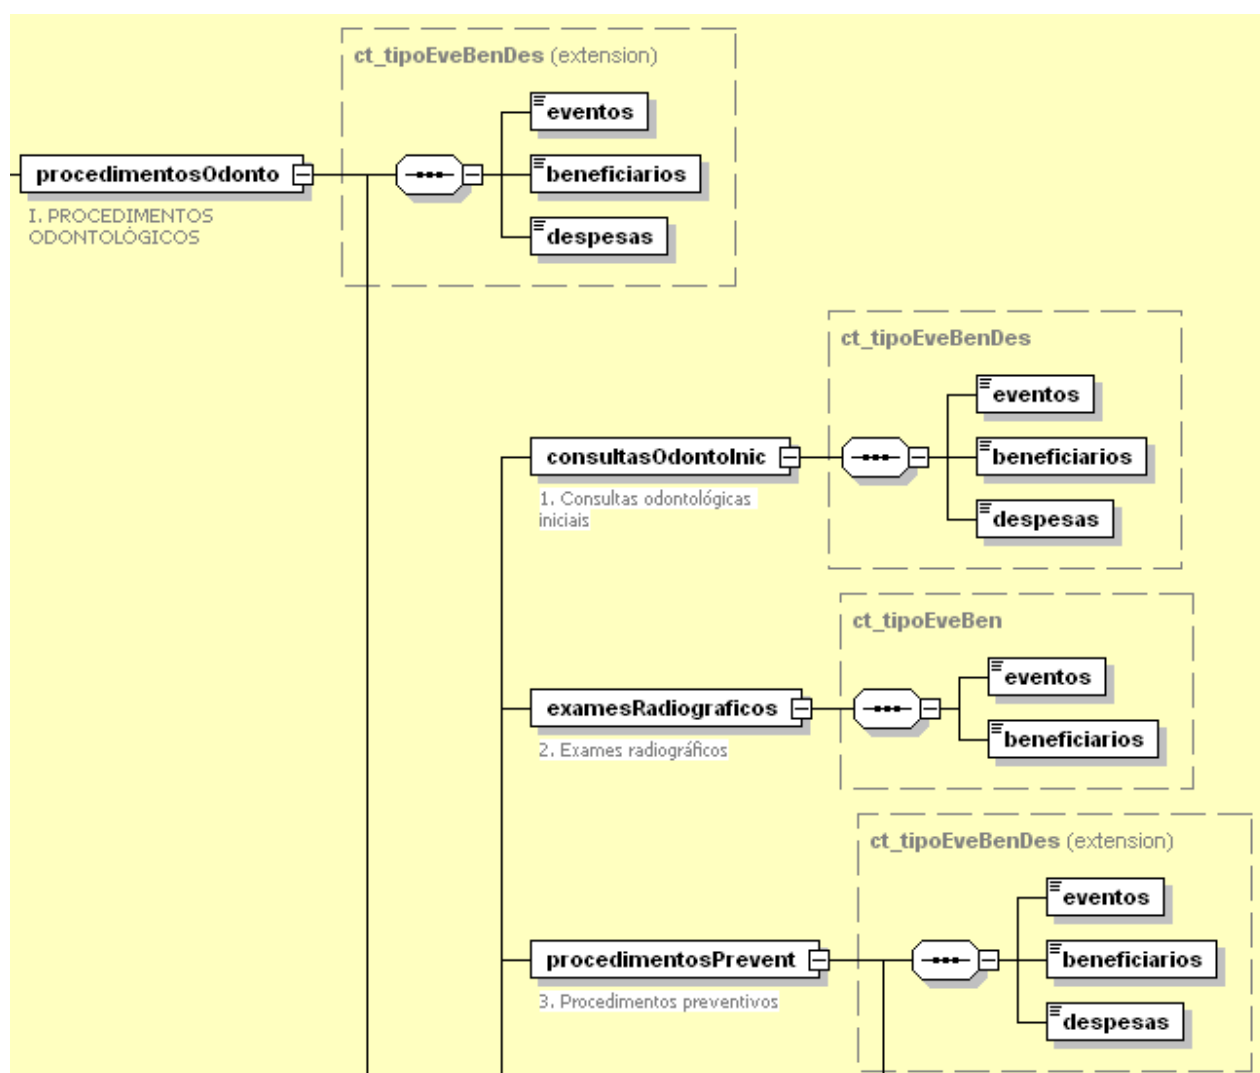 ct_tipoEveBenDes (extension)
eventos
procedimentosOdonto
beneficiarios
I. PROCEDIMENTOS
ODONTOLÓGICOS
despesas
ct_tipoEveBenDes
eventos
consultasOdontoInic
beneficiarios
1. Consultas odontológicas
iniciais
despesas
ct_tipoEveBen
eventos
examesRadiograficos
beneficiarios
2. Exames radiográficos
ct_tipoEveBenDes (extension)
eventos
procedimentosPrevent
beneficiarios
3. Procedimentos preventivos
despesas